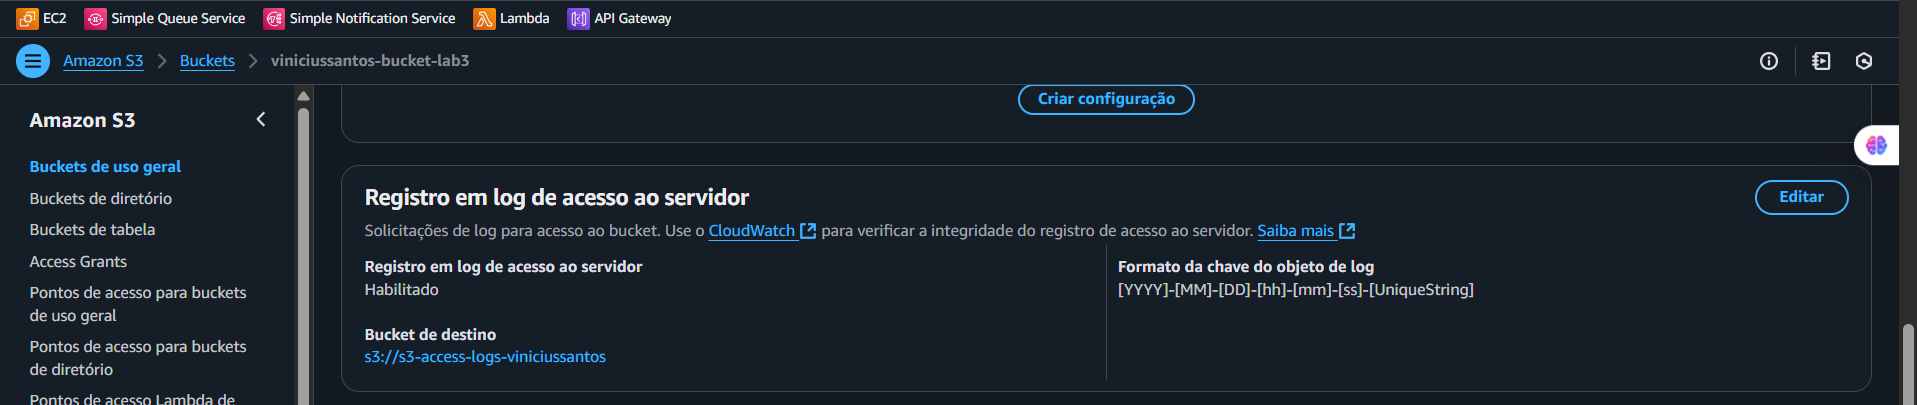 EC2 Simple Queue Service Simple Notification Service Lambda API Gateway
Amazon S3 Buckets viniciussantos-bucket-lab3
Amazon S3
Buckets de uso geral
Buckets de diretório
Buckets de tabela
Access Grants
Pontos de acesso para buckets
de uso geral
Pontos de acesso para buckets
de diretório
Pontos de acesso Lambda de
Criar configuração
Registro em log de acesso ao servidor
Editar
Solicitações de log para acesso ao bucket. Use o CloudWatch para verificar a integridade do registro de acesso ao servidor. Saiba mais
Registro em log de acesso ao servidor
Habilitado
Bucket de destino
s3://s3-access-logs-viniciussantos
Formato da chave do objeto de log
[YYYY]-[MM]-[DD]-[hh]-[mm]-[ss]-[UniqueString]